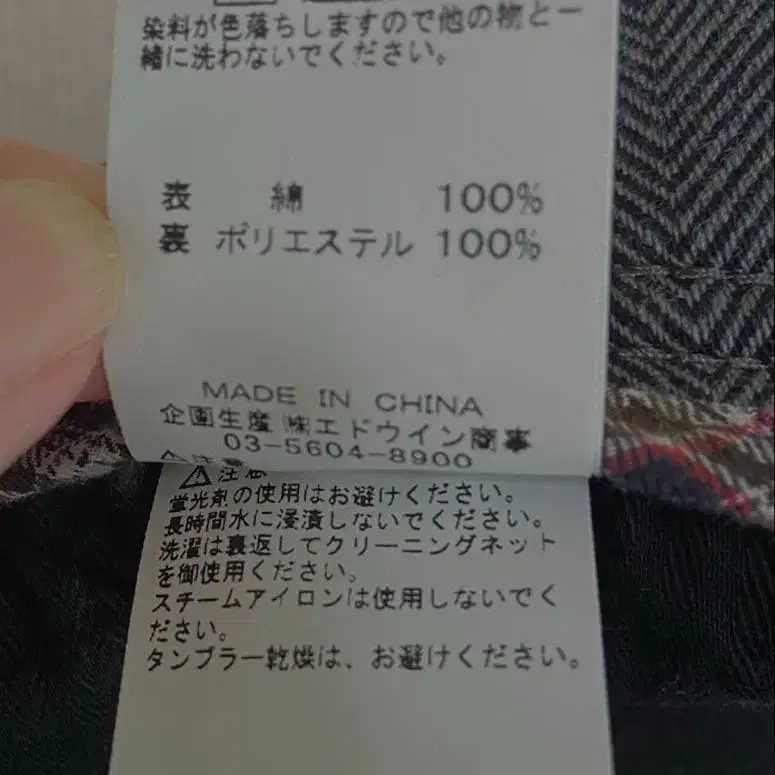 染料が色落ちしますので他の物と一
緒に洗わないでください。
表 綿 100%
裏 ポリエステル 100%
MADE IN CHINA
企画生産 ㈱エドウイン商事
03-5604-8900
⚠注意
蛍光剤の使用はお避けください。
長時間水に浸漬しないでください。
洗濯は裏返してクリーニングネット
を御使用ください。
スチームアイロンは使用しないでく
ださい。
タンブラー乾燥は、お避けください。